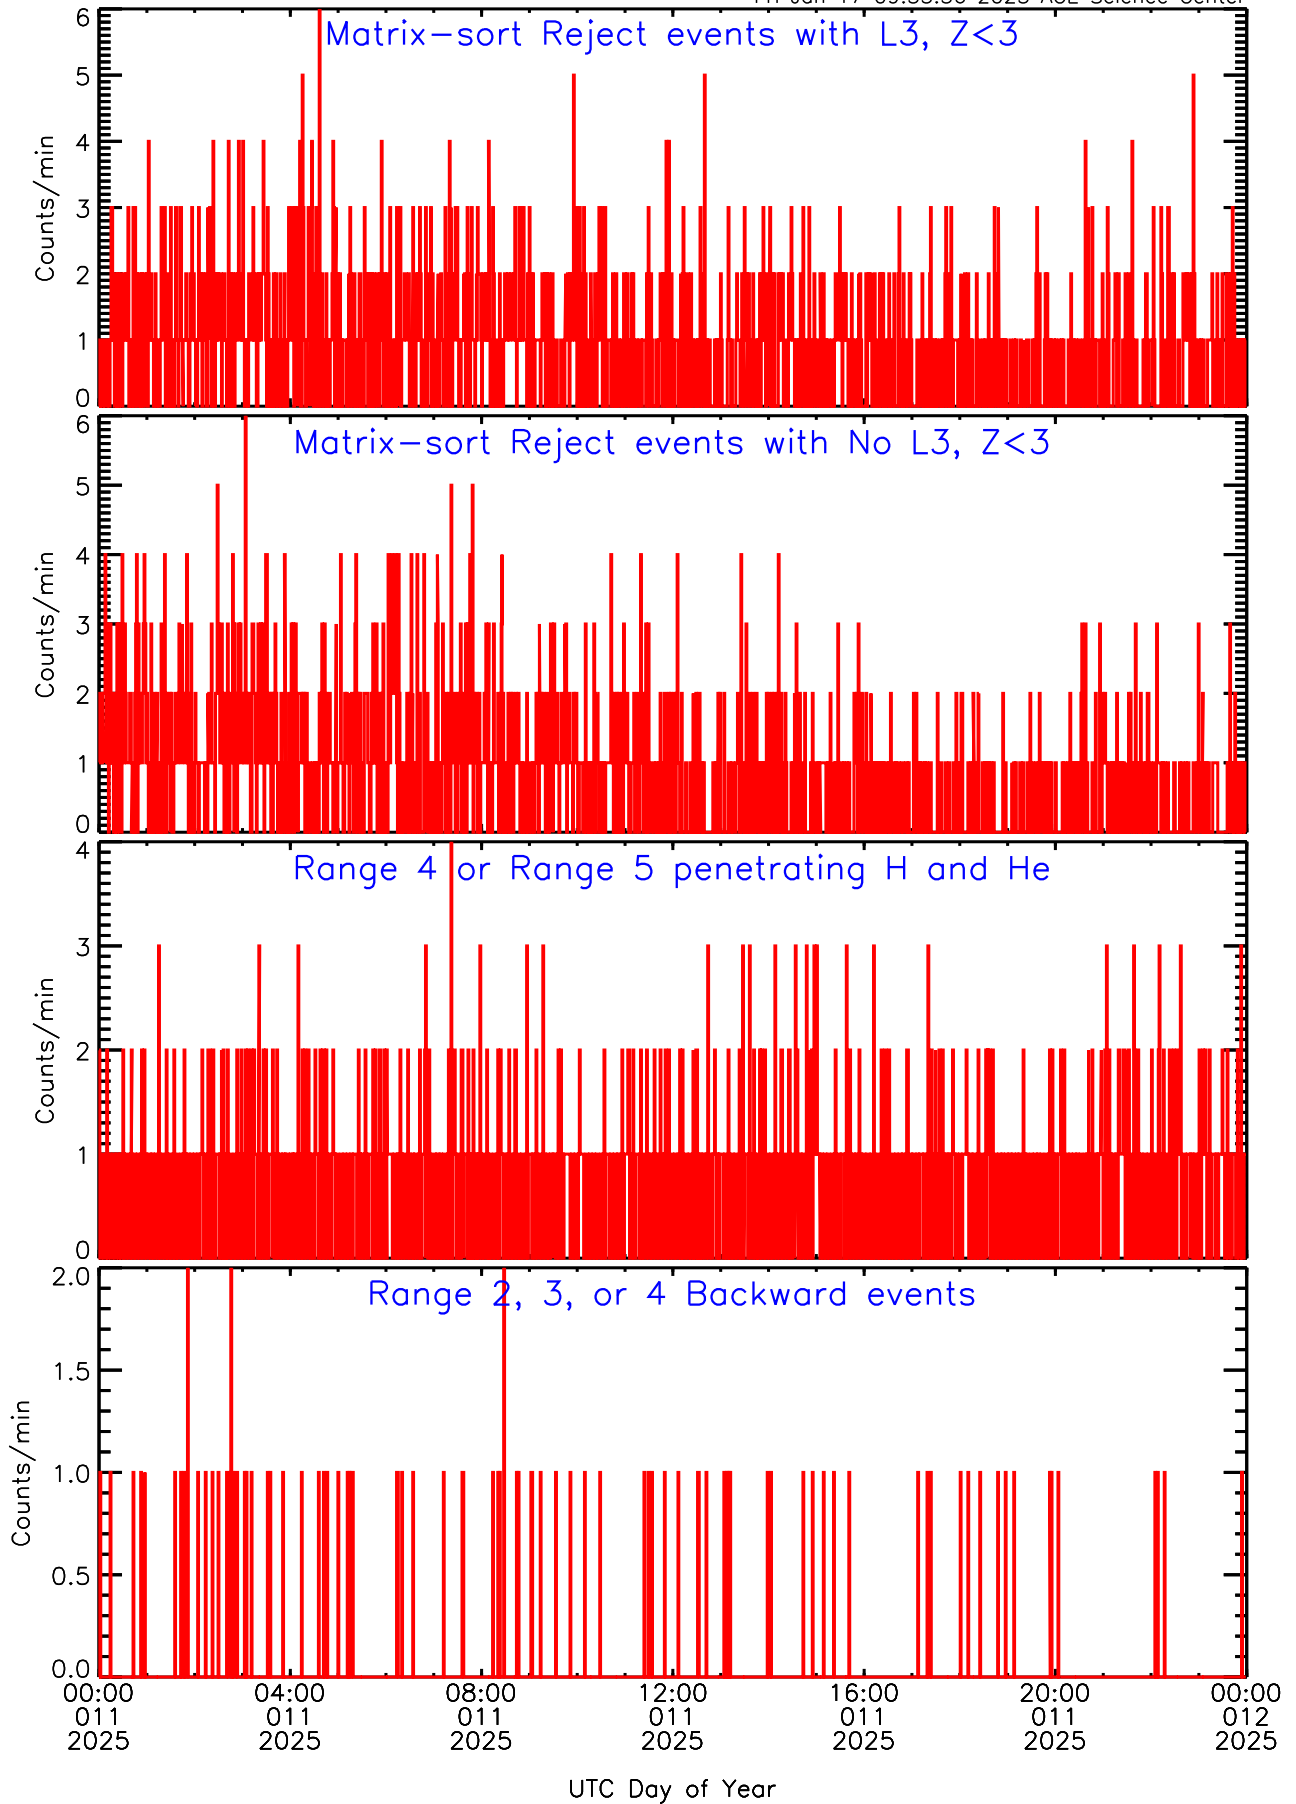 Matrix-sort Reject events with L3, Z<3
6
5
4
3
2
1
0
Counts/min
Matrix-sort Reject events with No L3, Z<3
6
5
4
3
2
1
0
Counts/min
Range 4 or Range 5 penetrating H and He
4
3
2
1
0
Counts/min
Range 2, 3, or 4 Backward events
2.0
1.5
1.0
0.5
0.0
Counts/min
00:00 04:00 08:00 12:00 16:00 20:00 00:00
011 011 011 011 011 011 012
2025 2025 2025 2025 2025 2025 2025
UTC Day of Year